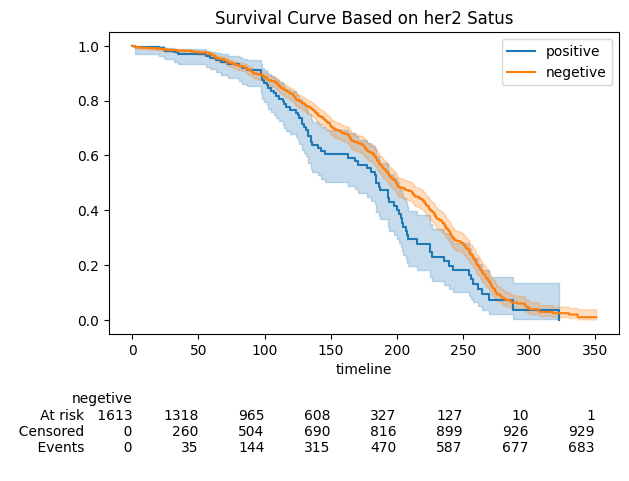 Survival Curve Based on her2 Satus
1.0
0.8
0.6
0.4
0.2
0.0
positive
negetive
0 50 100 150 200 250 300 350
timeline
negetive
At risk 1613 1318 965 608 327 127 10 1
Censored 0 260 504 690 816 899 926 929
Events 0 35 144 315 470 587 677 683